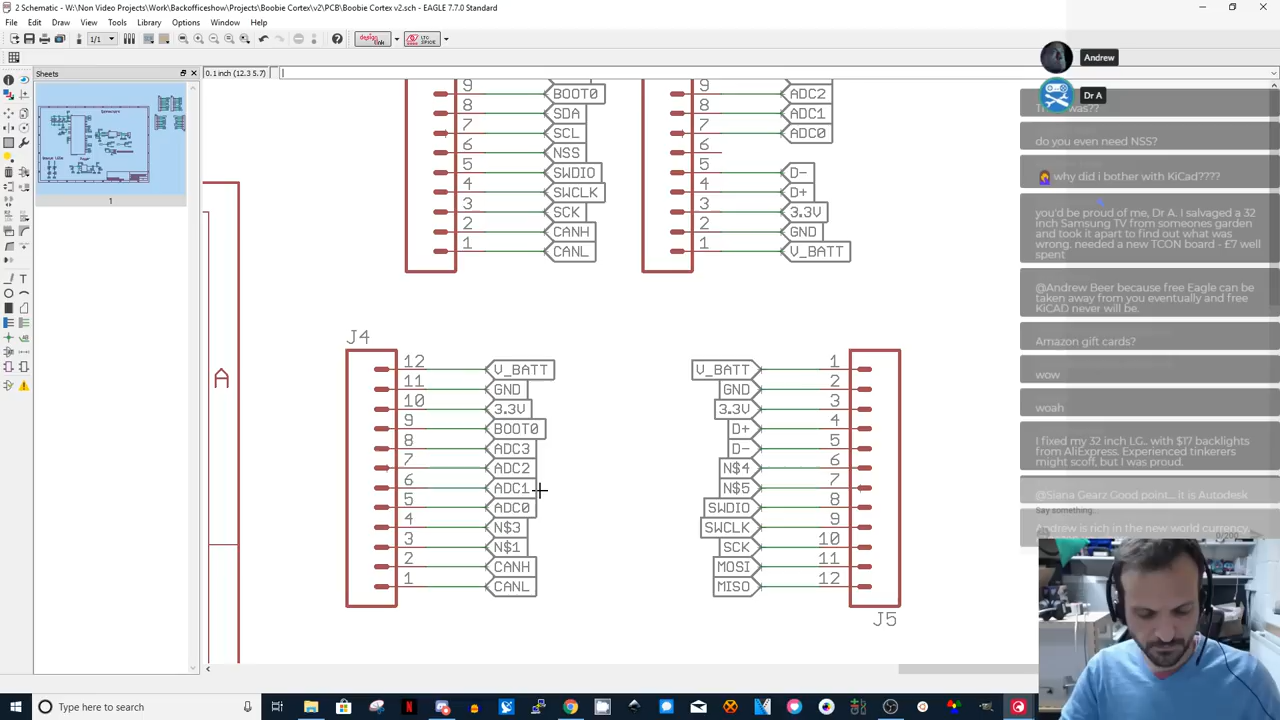 2 Schematic - W:\Non Video Projects\Work\Backofficeshow\Projects\Boobie Cortex\v2\PCB\Boobie Cortex v2.sch - EAGLE 7.7.0 Standard
File Edit Draw View Tools Library Options Window Help
1/1
design link
LTC SPICE
Sheets
0.1 inch (12.3 5.7)
1
A
9 BOOT0
8 SDA
7 SCL
6 NSS
5 SWDIO
4 SWCLK
3 SCK
2 CANH
1 CANL
9 ADC2
8 ADC1
7 ADC0
6
5 D-
4 D+
3 3.3V
2 GND
1 V_BATT
J4
12 V_BATT
11 GND
10 3.3V
9 BOOT0
8 ADC3
7 ADC2
6 ADC1
5 ADC0
4 N$3
3 N$1
2 CANH
1 CANL
V_BATT 1
GND 2
3.3V 3
D+ 4
D- 5
N$4 6
N$5 7
SWDIO 8
SWCLK 9
SCK 10
MOSI 11
MISO 12
J5
Andrew
Dr A
was??
do you even need NSS?
🤦‍♀️ why did i bother with KiCad????
you'd be proud of me, Dr A. I salvaged a 32
inch Samsung TV from someones garden
and took it apart to find out what was
wrong. needed a new TCON board - £7 well
spent
@Andrew Beer because free Eagle can be
taken away from you eventually and free
KiCAD never will be.
Amazon gift cards?
wow
woah
I fixed my 32 inch LG.. with $17 backlights
from AliExpress. Experienced tinkerers
might scoff, but I was proud.
@Siana Gearz Good point... it is Autodesk
Say something..
Andrew is rich in the new world currency,
0/200
Type here to search